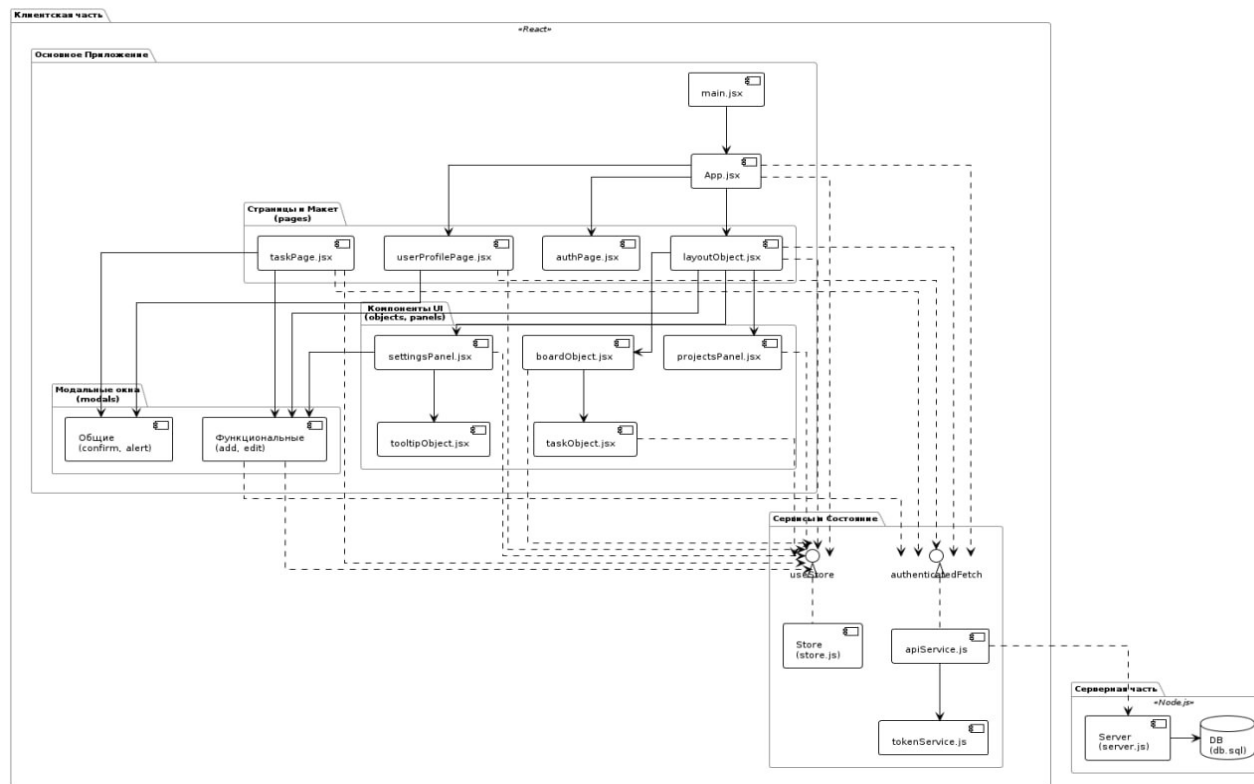 Клиентская часть
«React»
Основное Приложение
main.jsx
App.jsx
Страницы и Макет
(pages)
taskPage.jsx
userProfilePage.jsx
authPage.jsx
layoutObject.jsx
Компоненты UI
(objects, panels)
settingsPanel.jsx
boardObject.jsx
projectsPanel.jsx
Модальные окна
(modals)
Общие
(confirm, alert)
Функциональные
(add, edit)
tooltipObject.jsx
taskObject.jsx
Сервисы и Состояние
useStore
authenticatedFetch
Store
(store.js)
apiService.js
tokenService.js
Серверная часть
«Node.js»
Server
(server.js)
DB
(db.sql)